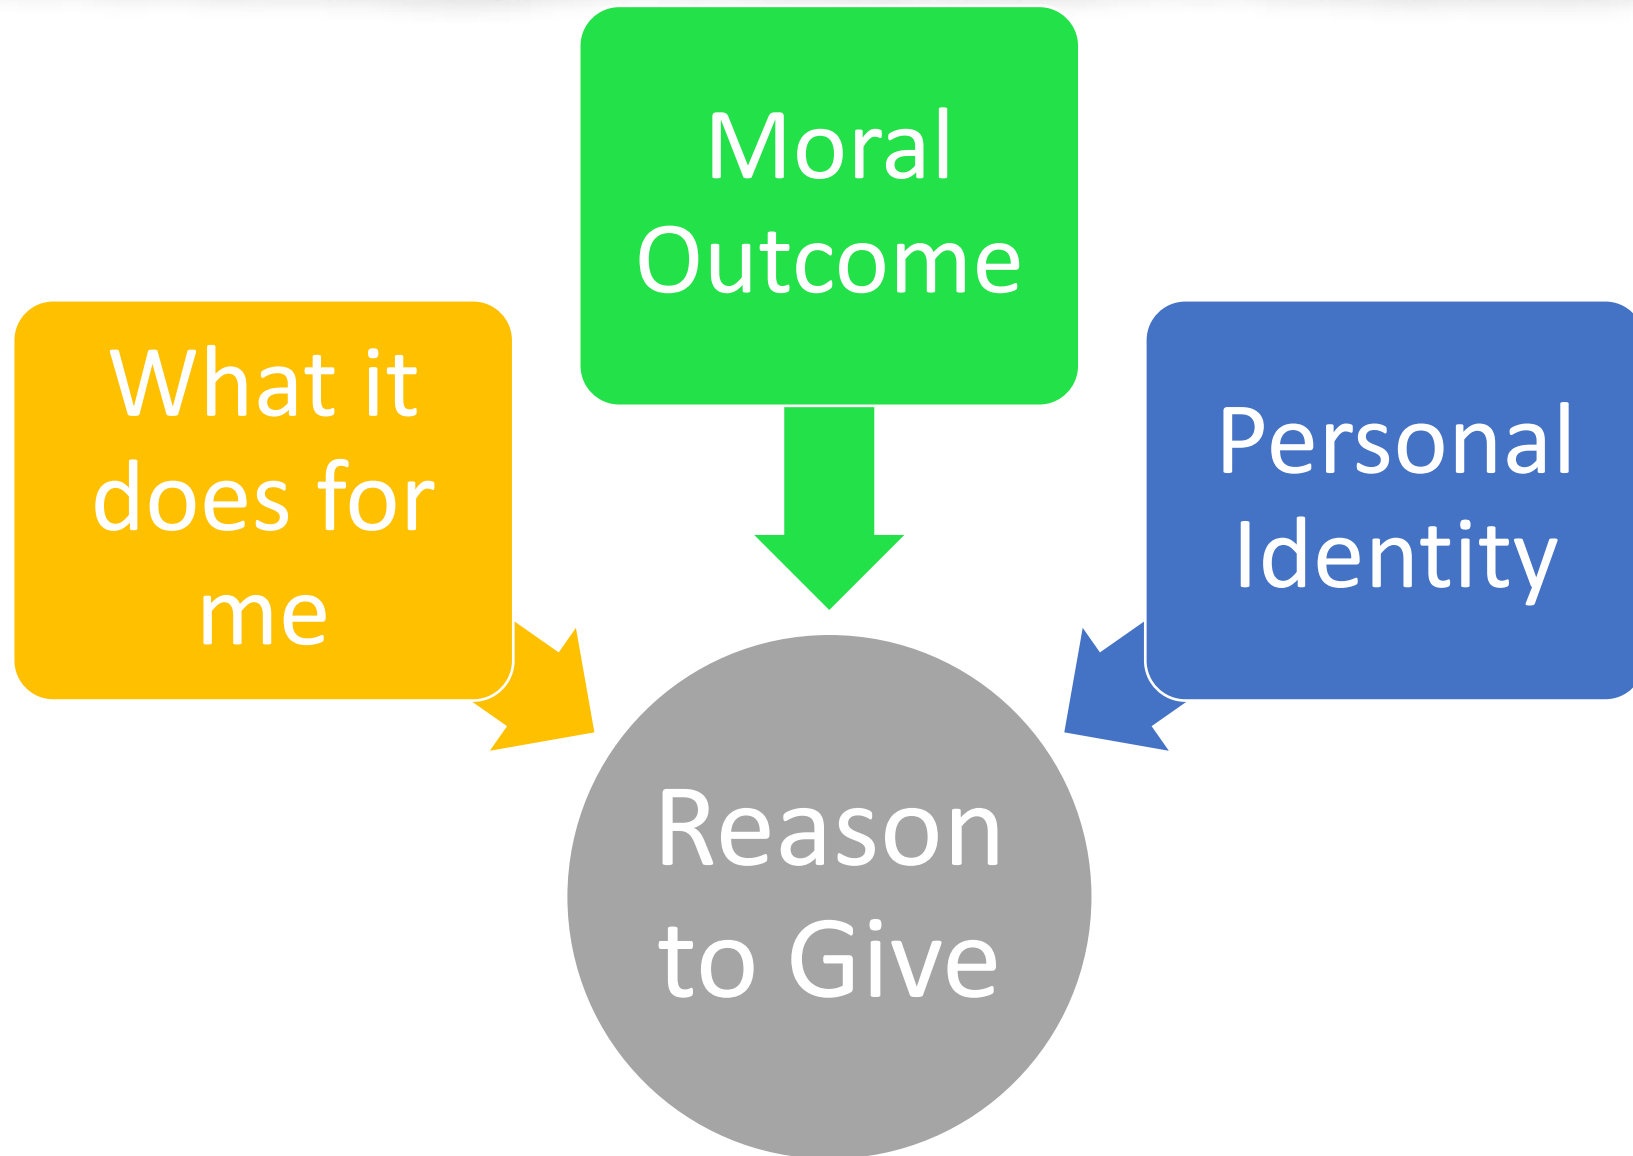 Moral
Outcome
What it
does for
me
Personal
Identity
Reason
to Give